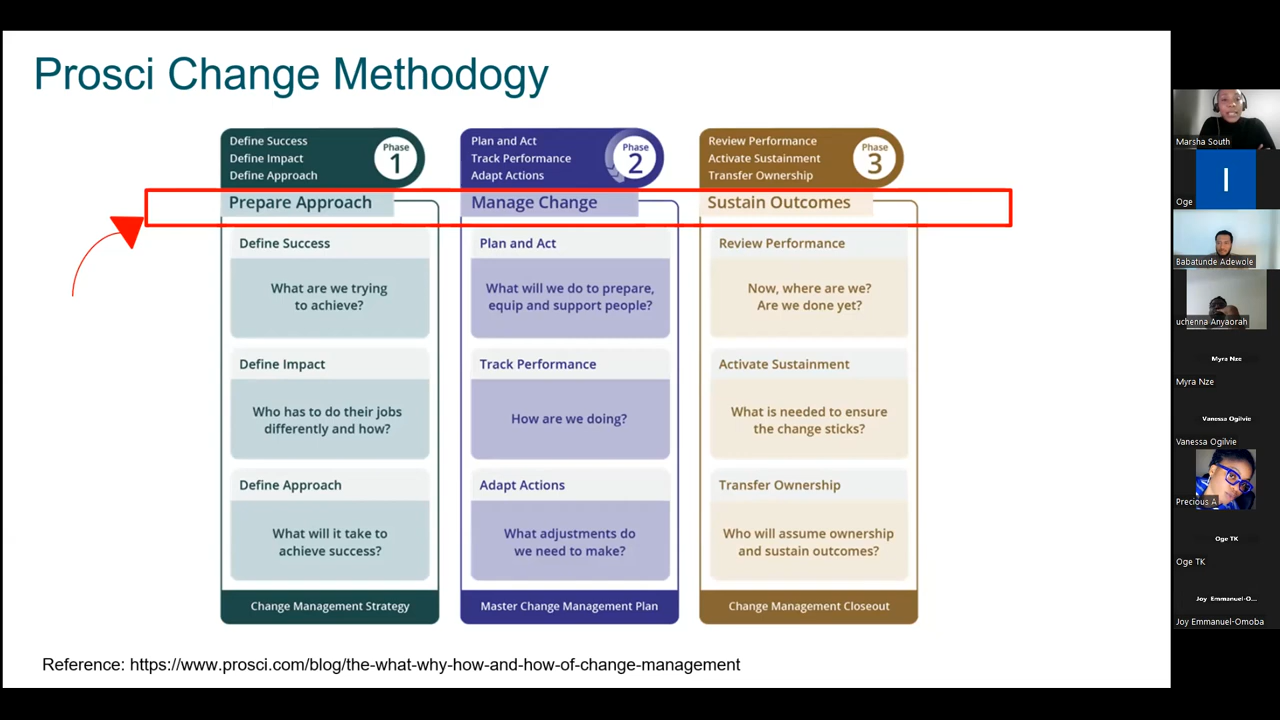 Prosci Change Methodogy
Define Success
Define Impact
Define Approach
Phase
1
Prepare Approach
Define Success
What are we trying
to achieve?
Define Impact
Who has to do their jobs
differently and how?
Define Approach
What will it take to
achieve success?
Change Management Strategy
Plan and Act
Track Performance
Adapt Actions
Phase
2
Manage Change
Plan and Act
What will we do to prepare,
equip and support people?
Track Performance
How are we doing?
Adapt Actions
What adjustments do
we need to make?
Master Change Management Plan
Review Performance
Activate Sustainment
Transfer Ownership
Phase
3
Sustain Outcomes
Review Performance
Now, where are we?
Are we done yet?
Activate Sustainment
What is needed to ensure
the change sticks?
Transfer Ownership
Who will assume ownership
and sustain outcomes?
Change Management Closeout
Reference: https://www.prosci.com/blog/the-what-why-how-and-how-of-change-management
Marsha South
I
Oge
Babatunde Adewole
uchenna Anyaorah
Myra Nze
Myra Nze
Vanessa Ogilvie
Vanessa Ogilvie
Precious A
Oge TK
Oge TK
Joy Emmanuel-O...
Joy Emmanuel-Omoba